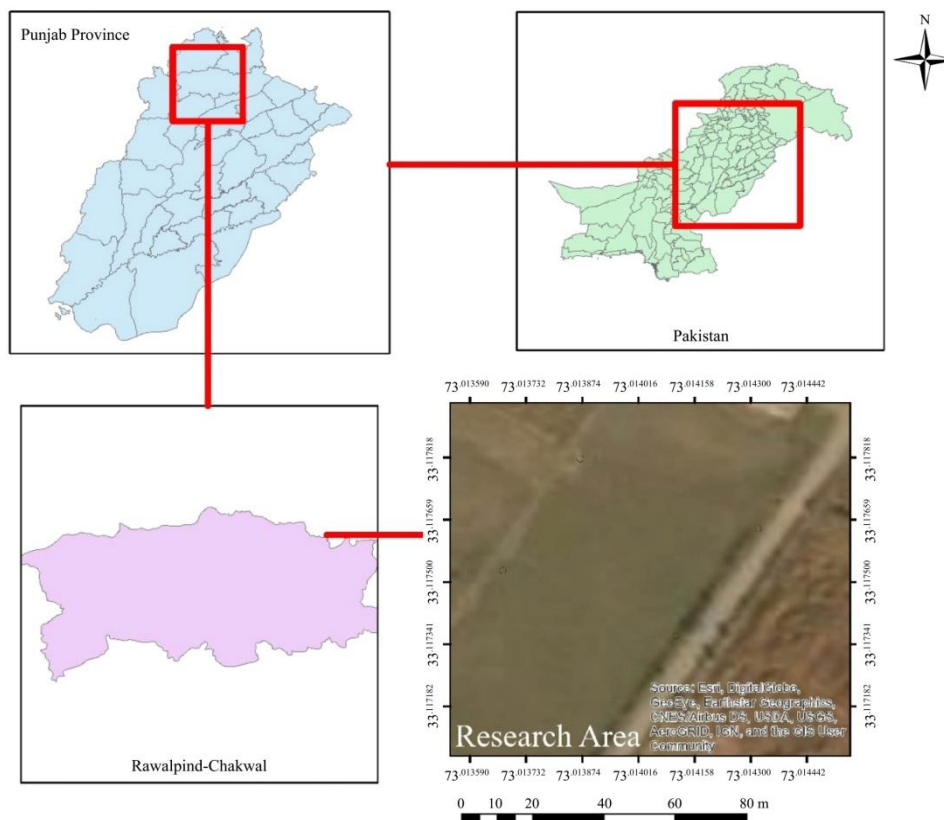 Punjab Province
N
Pakistan
73.013590 73.013732 73.013874 73.014016 73.014158 73.014300 73.014442
33.117818
33.117659
33.117500
33.117341
33.117182
33.117818
33.117659
33.117500
33.117341
33.117182
Source: Esri, DigitalGlobe,
GeoEye, Earthstar Geographics,
CNES/Airbus DS, USDA, USGS,
AeroGRID, IGN, and the GIS User
Community
Research Area
Rawalpind-Chakwal
73.013590 73.013732 73.013874 73.014016 73.014158 73.014300 73.014442
0 10 20 40 60 80 m